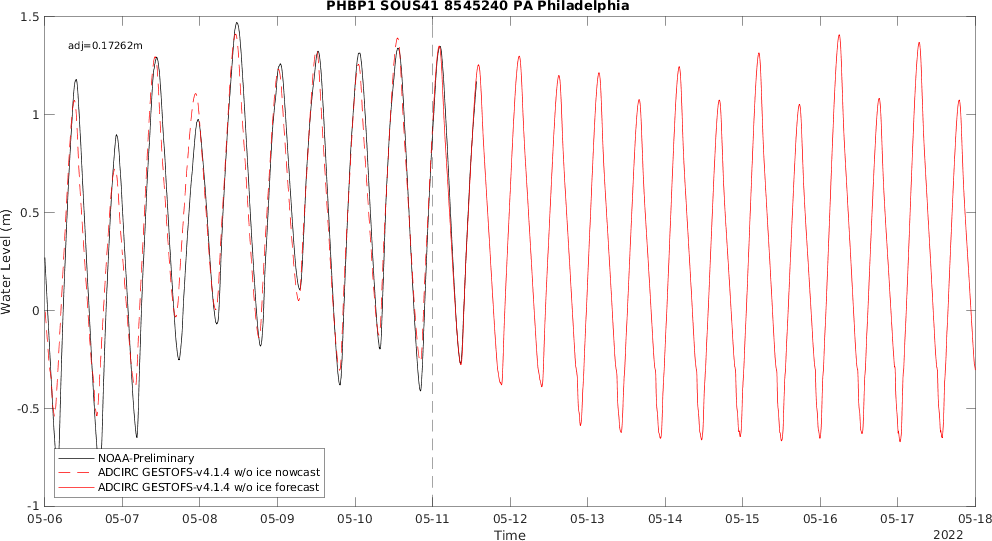 PHBP1 SOUS41 8545240 PA Philadelphia
adj=0.17262m
Water Level (m)
1.5
1
0.5
0
-0.5
-1
NOAA-Preliminary
ADCIRC GESTOFS-v4.1.4 w/o ice nowcast
ADCIRC GESTOFS-v4.1.4 w/o ice forecast
05-06 05-07 05-08 05-09 05-10 05-11 05-12 05-13 05-14 05-15 05-16 05-17 05-18
Time
2022